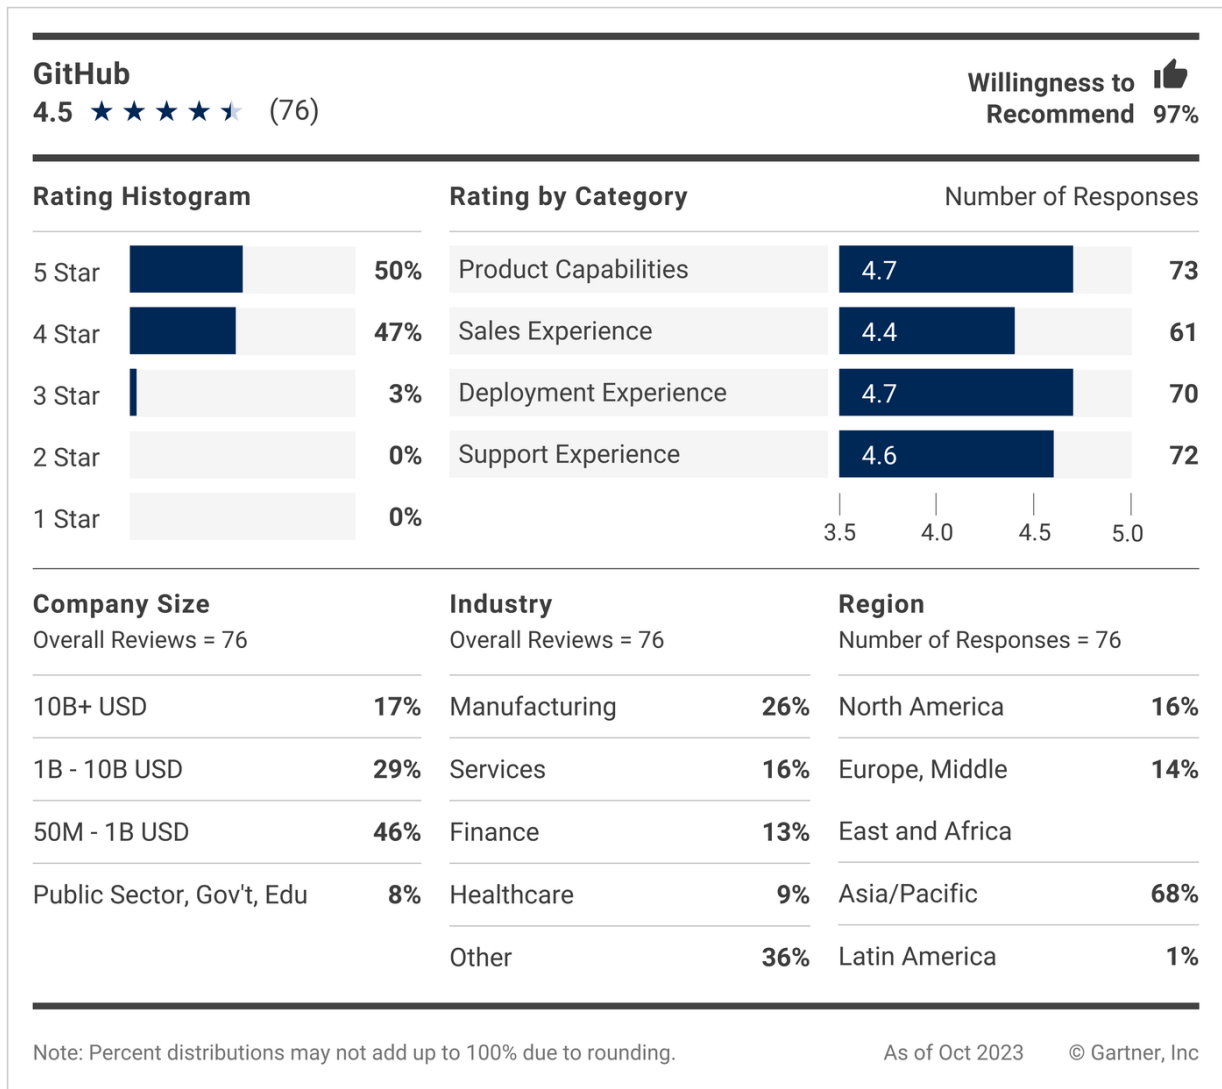 GitHub
4.5 (76)
Willingness to
Recommend 97%
Rating Histogram
5 Star 50%
4 Star 47%
3 Star 3%
2 Star 0%
1 Star 0%
Rating by Category Number of Responses
Product Capabilities 4.7 73
Sales Experience 4.4 61
Deployment Experience 4.7 70
Support Experience 4.6 72
3.5 4.0 4.5 5.0
Company Size
Overall Reviews = 76
10B+ USD 17%
1B - 10B USD 29%
50M - 1B USD 46%
Public Sector, Gov't, Edu 8%
Industry
Overall Reviews = 76
Manufacturing 26%
Services 16%
Finance 13%
Healthcare 9%
Other 36%
Region
Number of Responses = 76
North America 16%
Europe, Middle 14%
East and Africa
Asia/Pacific 68%
Latin America 1%
Note: Percent distributions may not add up to 100% due to rounding. As of Oct 2023 © Gartner, Inc